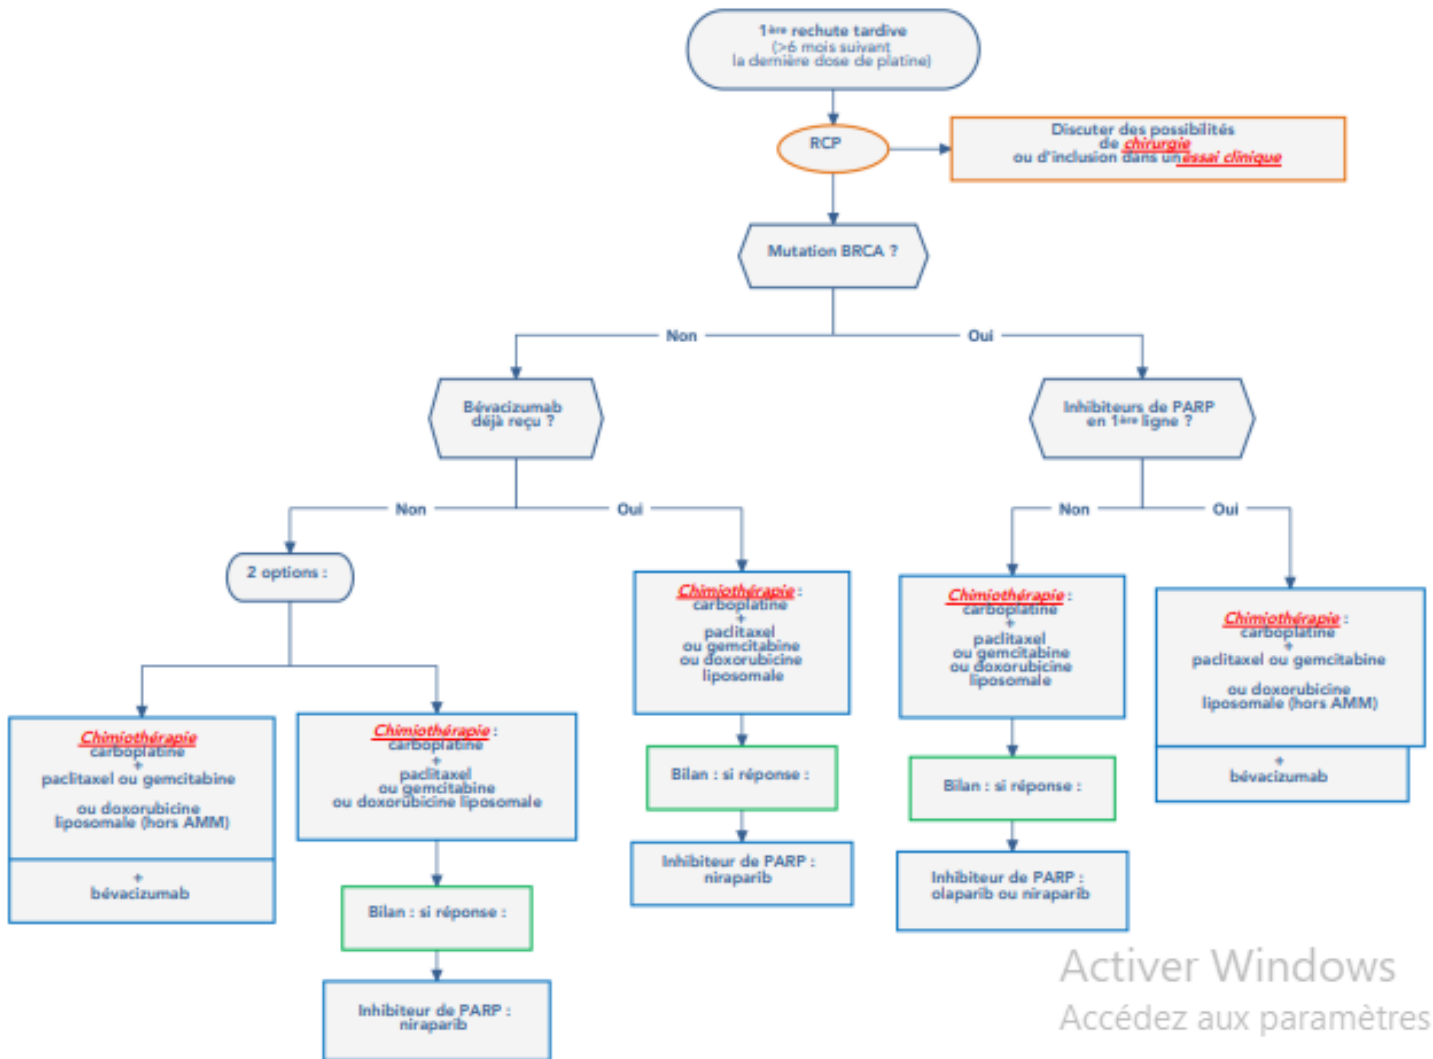 1ère rechute tardive
(>6 mois suivant
la dernière dose de platine)
RCP
Discuter des possibilités
de chirurgie
ou d'inclusion dans un essai clinique
Mutation BRCA ?
Non
Oui
Bévacizumab
déjà reçu ?
Inhibiteurs de PARP
en 1ère ligne ?
Non
Oui
Non
Oui
2 options :
Chimiothérapie :
carboplatine
+
paclitaxel
ou gemcitabine
ou doxorubicine
liposomale
Chimiothérapie :
carboplatine
+
paclitaxel
ou gemcitabine
ou doxorubicine
liposomale
Chimiothérapie :
carboplatine
+
paclitaxel ou gemcitabine
ou doxorubicine
liposomale (hors AMM)
+
bévacizumab
Chimiothérapie
carboplatine
+
paclitaxel ou gemcitabine
ou doxorubicine
liposomale (hors AMM)
+
bévacizumab
Chimiothérapie :
carboplatine
+
paclitaxel
ou gemcitabine
ou doxorubicine liposomale
Bilan : si réponse :
Inhibiteur de PARP :
niraparib
Bilan : si réponse :
Inhibiteur de PARP :
olaparib ou niraparib
Bilan : si réponse :
Inhibiteur de PARP :
niraparib
Activer Windows
Accédez aux paramètres